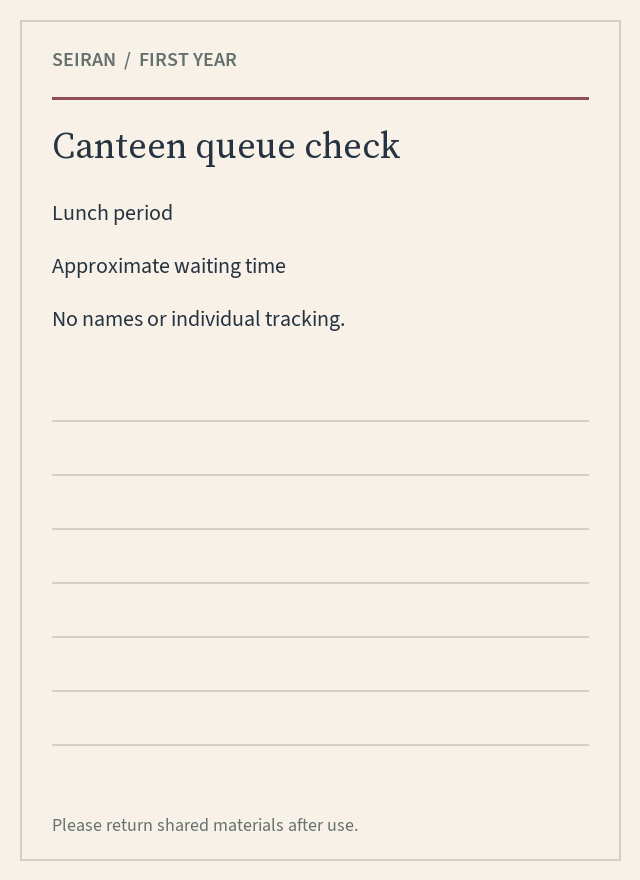 SEIRAN / FIRST YEAR
Canteen queue check
Lunch period
Approximate waiting time
No names or individual tracking.
Please return shared materials after use.